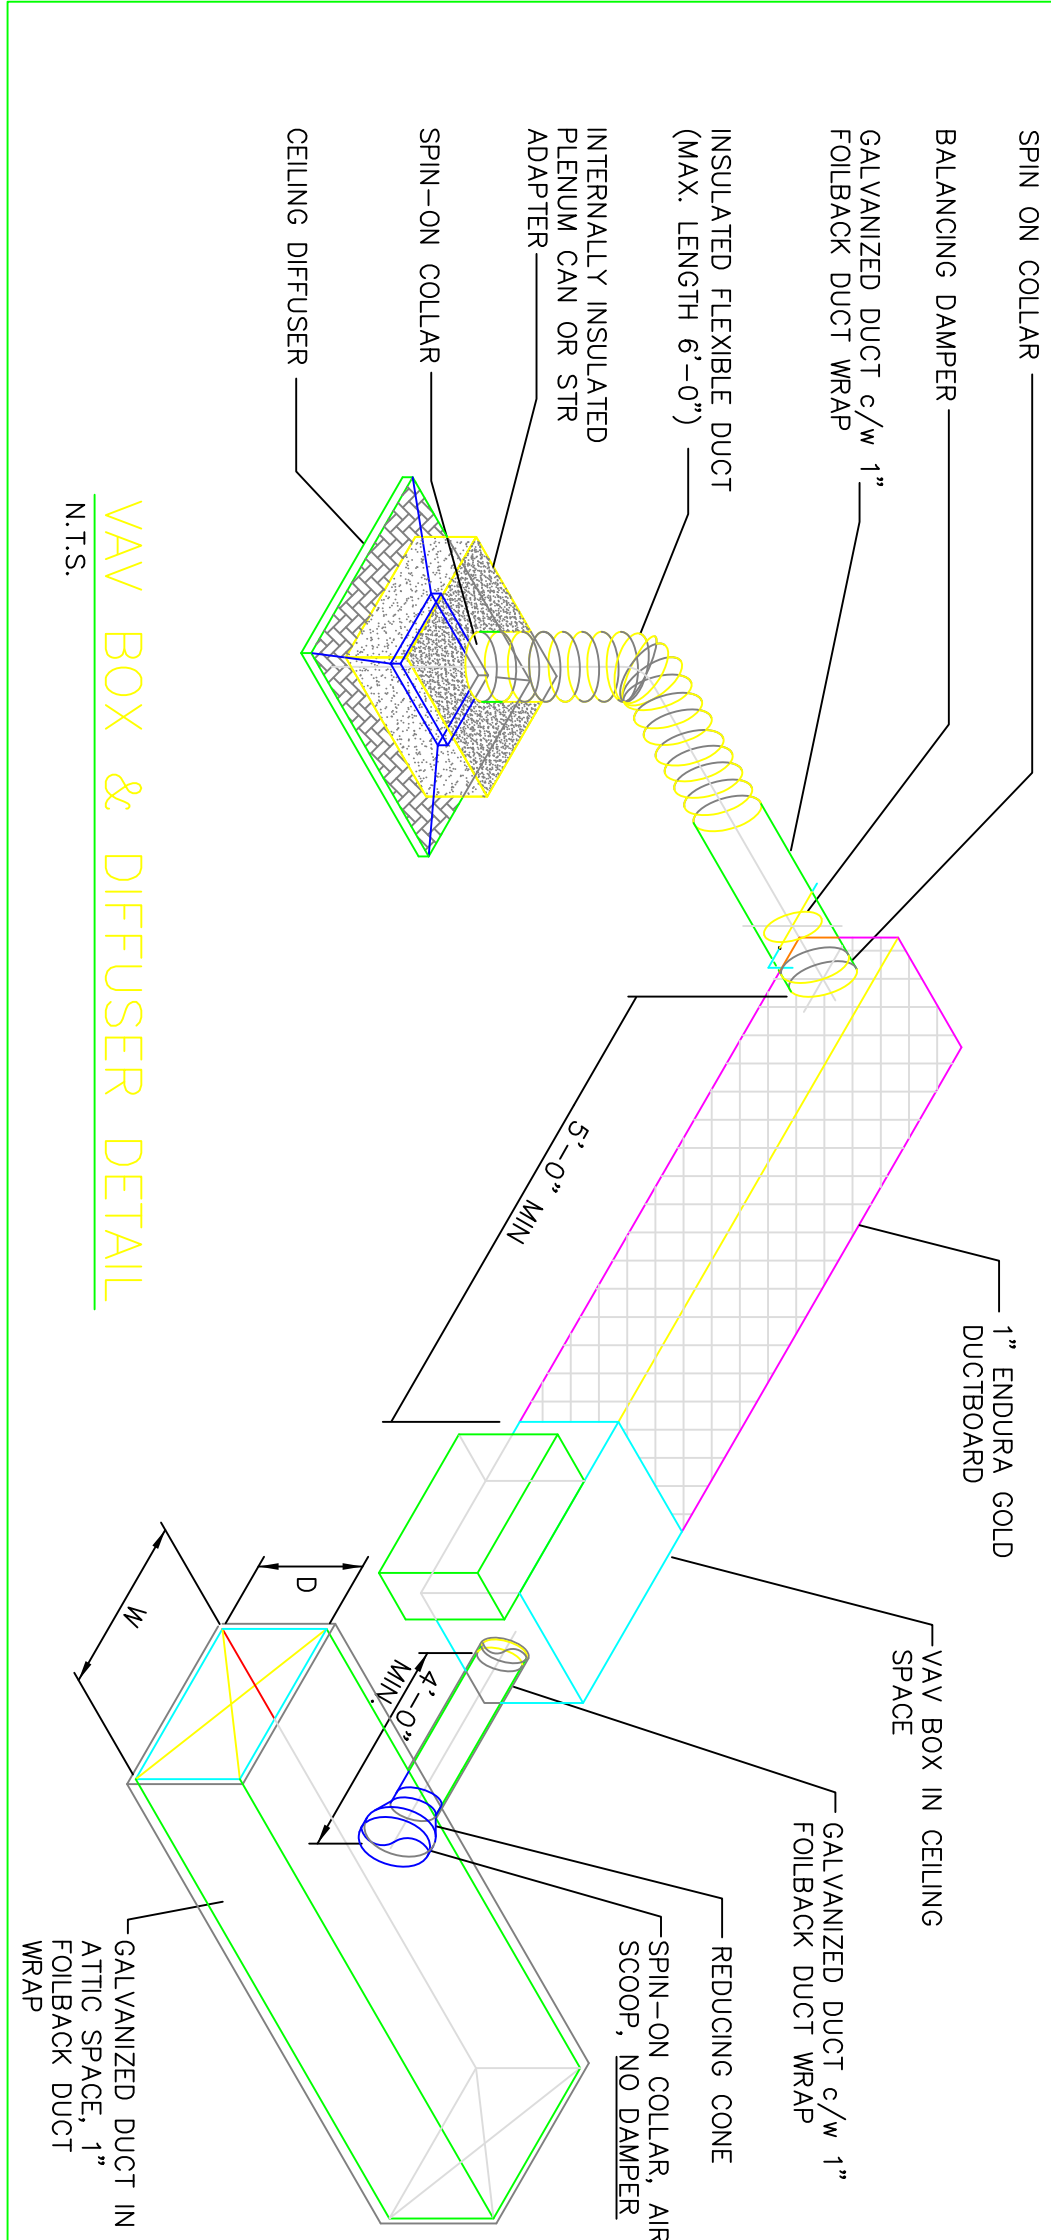 SPIN ON COLLAR
BALANCING DAMPER
GALVANIZED DUCT c/w 1"
FOILBACK DUCT WRAP
INSULATED FLEXIBLE DUCT
(MAX. LENGTH 6'-0")
INTERNALLY INSULATED
PLENUM CAN OR STR
ADAPTER
SPIN-ON COLLAR
CEILING DIFFUSER
1" ENDURA GOLD
DUCTBOARD
5'-0" MIN
VAV BOX IN CEILING
SPACE
GALVANIZED DUCT c/w 1"
FOILBACK DUCT WRAP
REDUCING CONE
SPIN-ON COLLAR, AIR
SCOOP, NO DAMPER
4'-0"
MIN.
D
W
GALVANIZED DUCT IN
ATTIC SPACE, 1"
FOILBACK DUCT
WRAP
VAV BOX & DIFFUSER DETAIL
N.T.S.